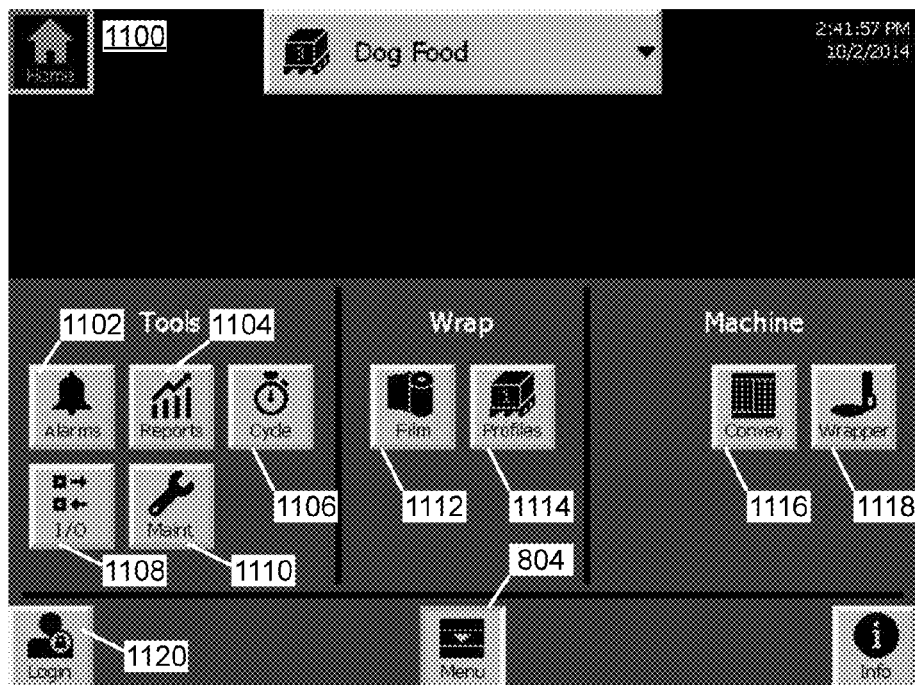 1100
Dog Food
2:41:57 PM
10/2/2014
Home
Tools
Wrap
Machine
1102
1104
Alarms
Reports
Cycle
Film
Profiles
Convey
Wrapper
1106
1112
1114
1116
1118
I/O
Maint
1108
1110
804
1120
Login
Menu
Info